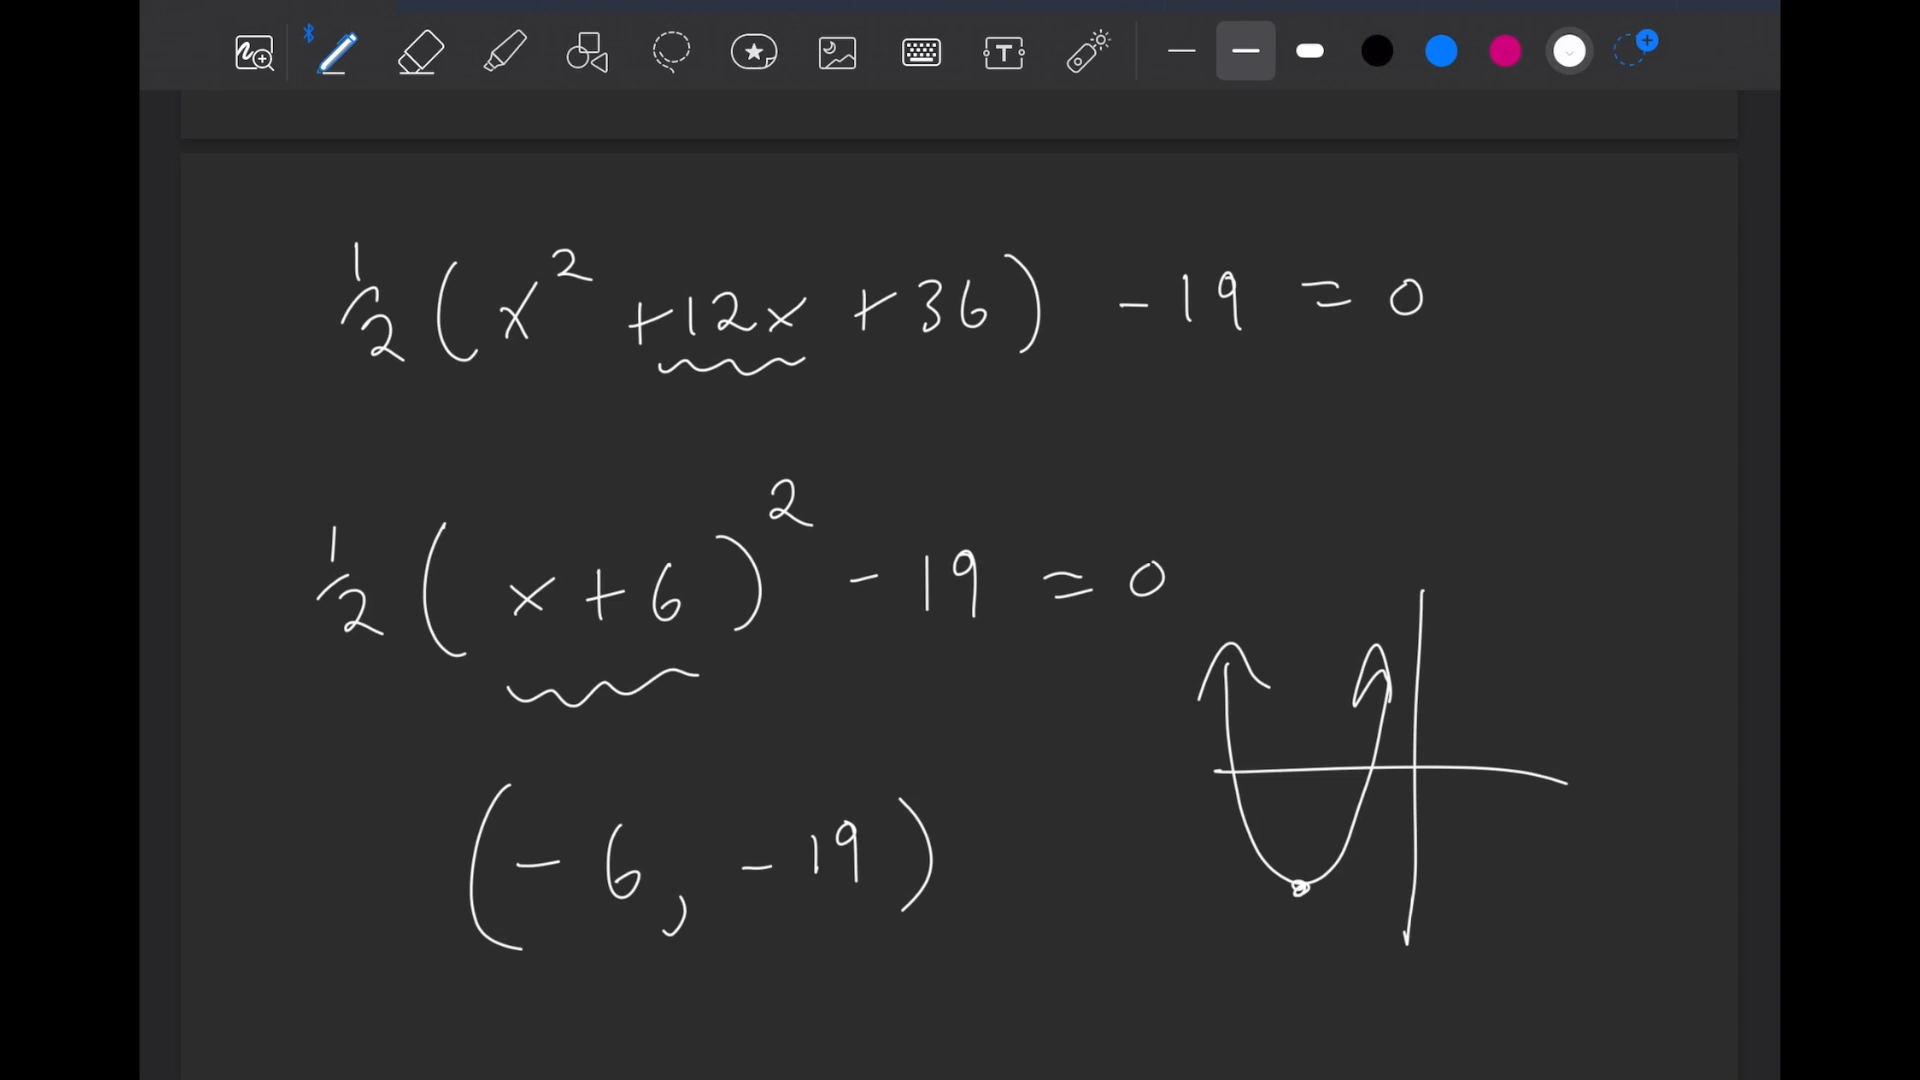 ½(x² +12x +36) -19 = 0
½(x+6)² -19 = 0
(-6, -19)